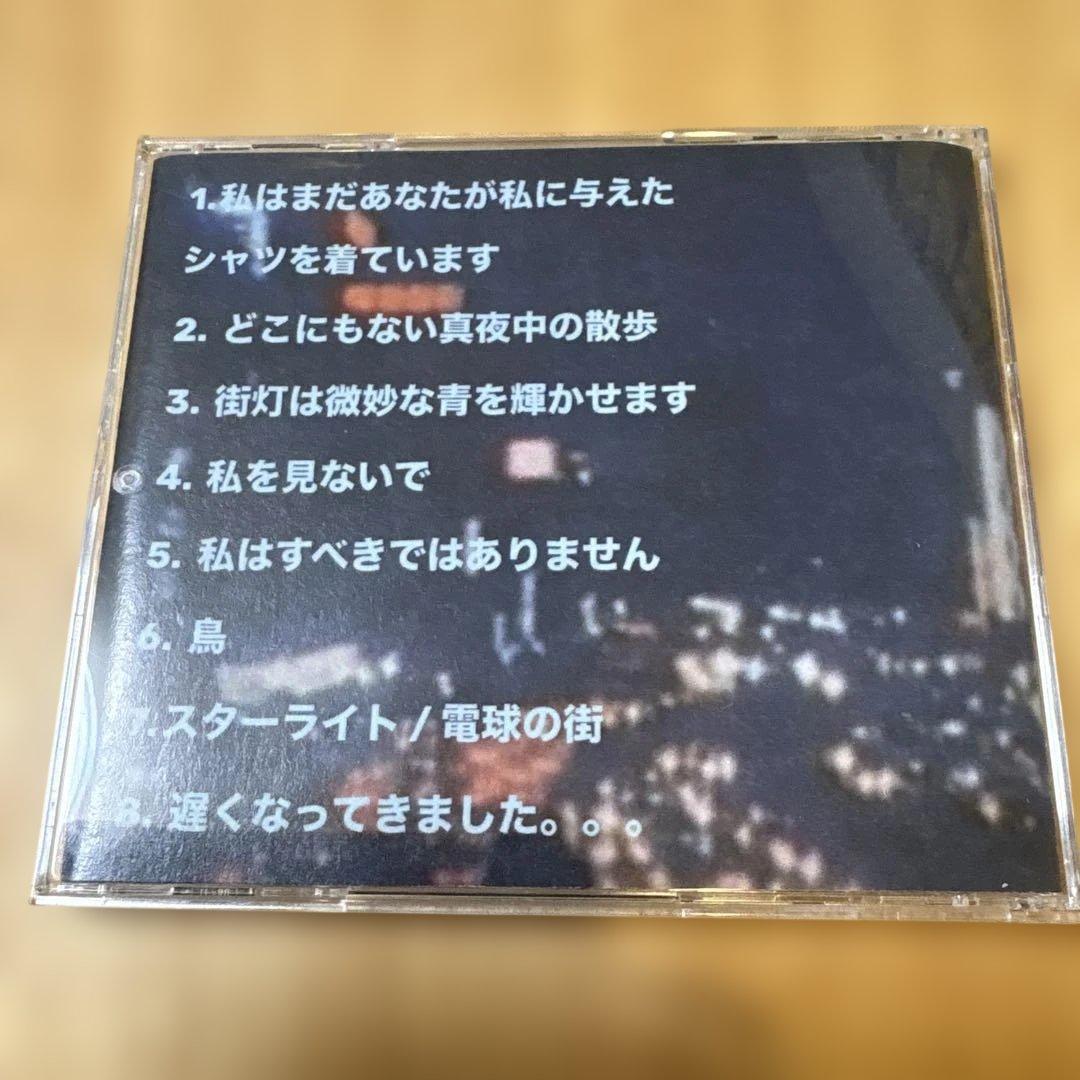 1.私はまだあなたが私に与えた
シャツを着ています
2. どこにもない真夜中の散歩
3. 街灯は微妙な青を輝かせます
4. 私を見ないで
5. 私はすべきではありません
6. 鳥
7.スターライト / 電球の街
8. 遅くなってきました。。。